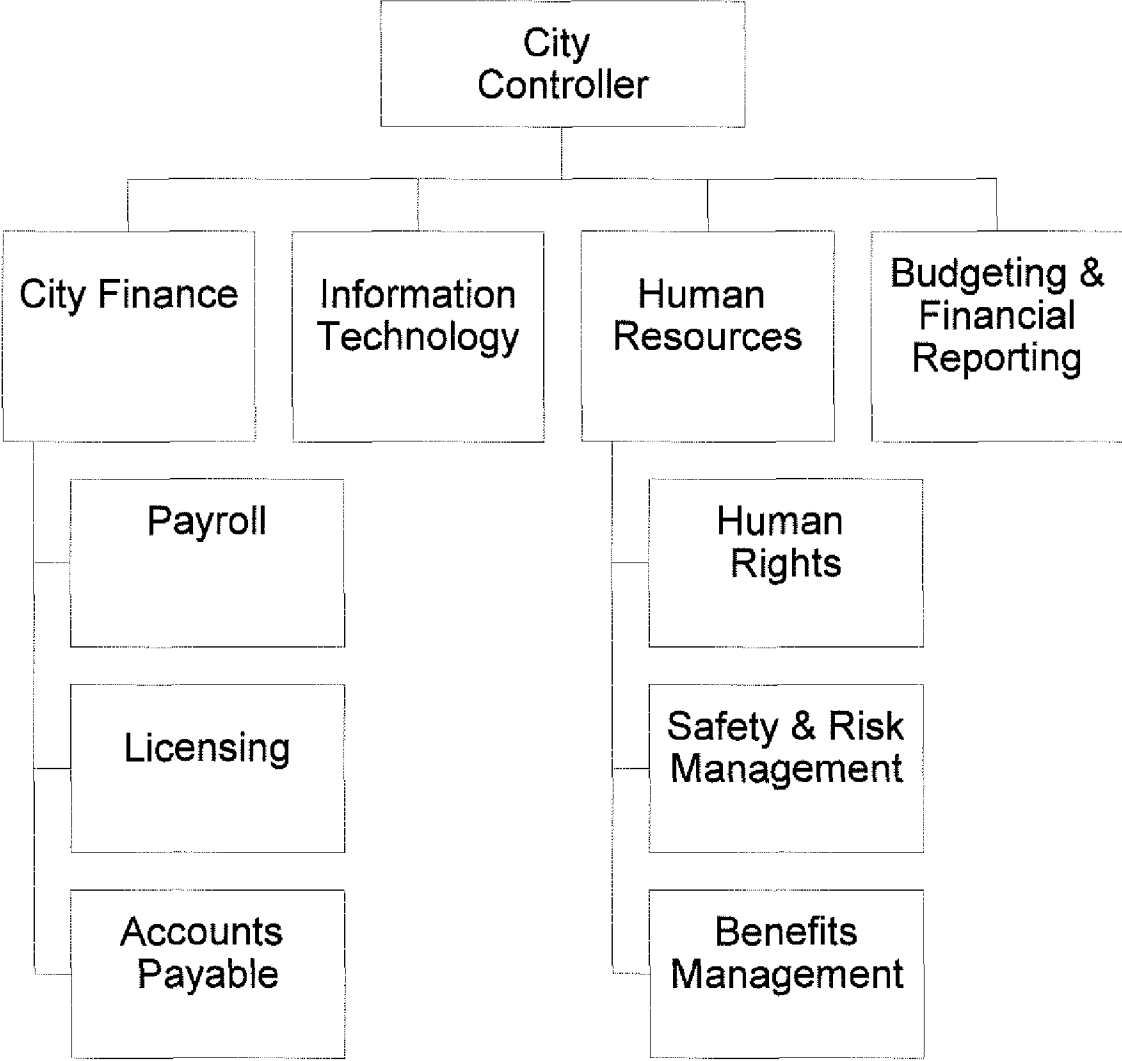 City
Controller
City Finance
Information
Technology
Human
Resources
Budgeting &
Financial
Reporting
Payroll
Licensing
Accounts
Payable
Human
Rights
Safety & Risk
Management
Benefits
Management